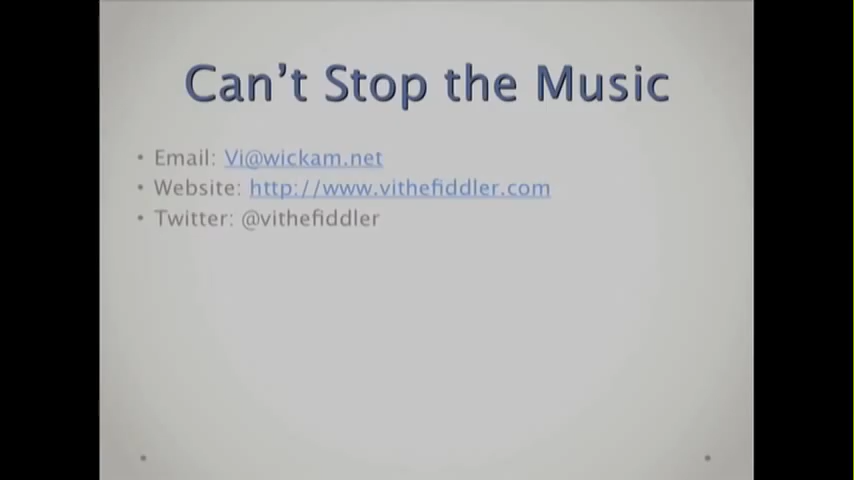 Can't Stop the Music
• Email: Vi@wickam.net
• Website: http://www.vithefiddler.com
• Twitter: @vithefiddler